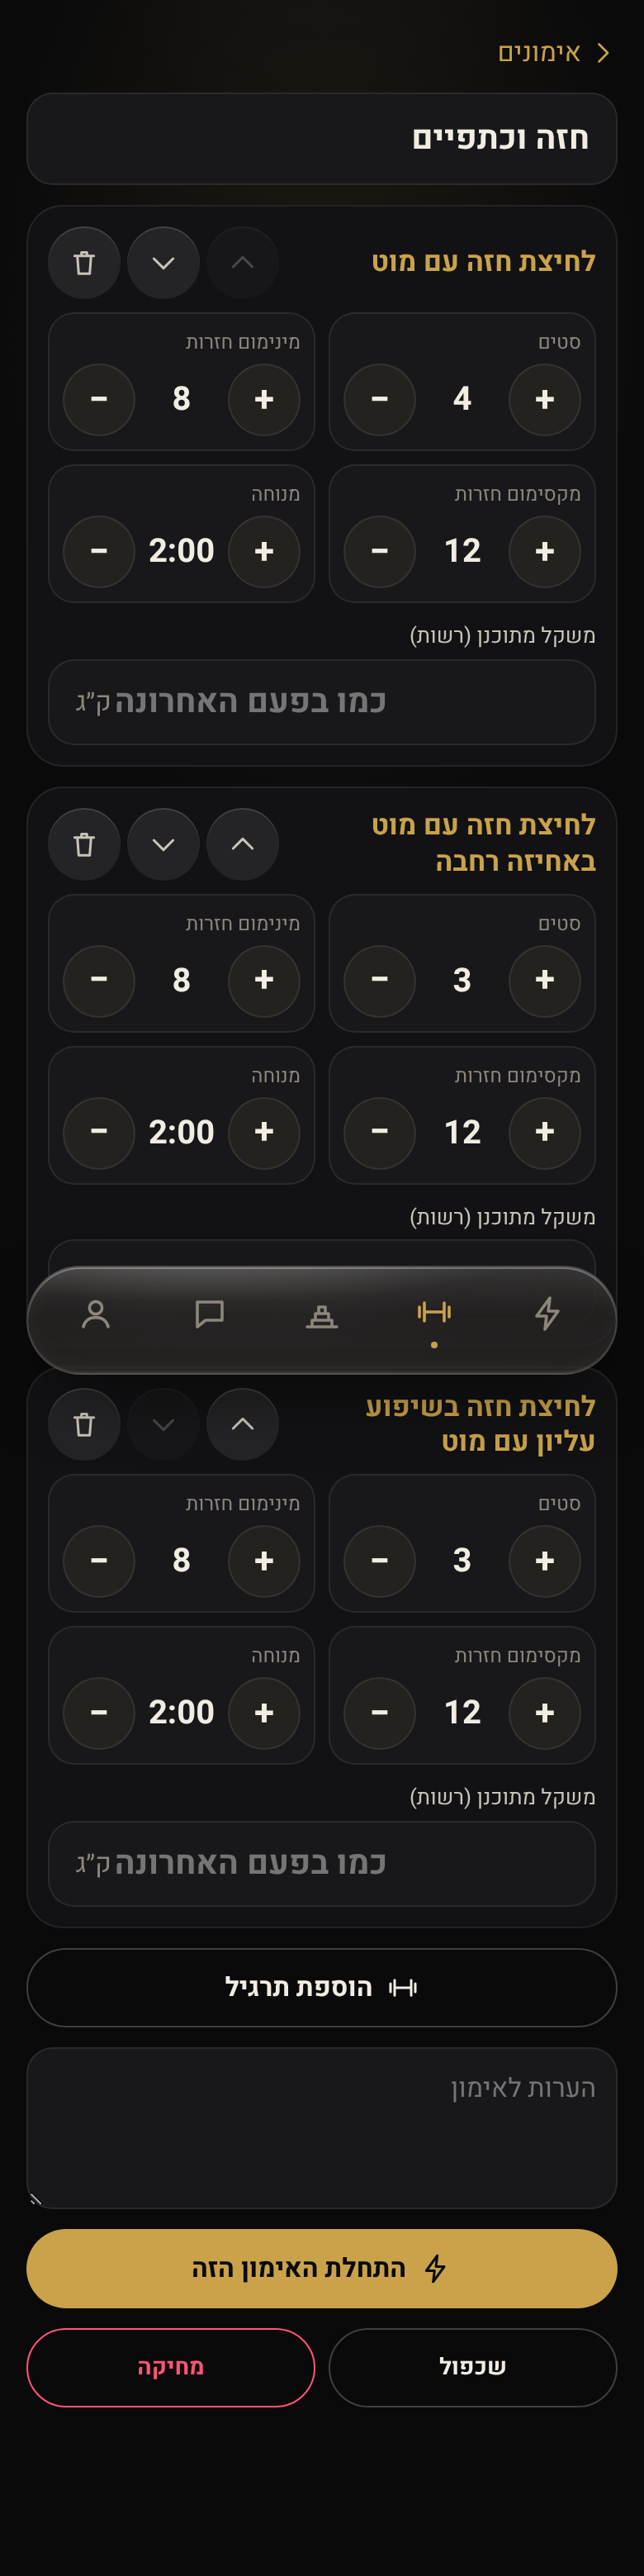 אימונים
חזה וכתפיים
לחיצת חזה עם מוט
סטים
מינימום חזרות
+ 4 −
+ 8 −
מקסימום חזרות
מנוחה
+ 12 −
+ 2:00 −
משקל מתוכנן (רשות)
כמו בפעם האחרונה ק״ג
לחיצת חזה עם מוט
באחיזה רחבה
סטים
מינימום חזרות
+ 3 −
+ 8 −
מקסימום חזרות
מנוחה
+ 12 −
+ 2:00 −
משקל מתוכנן (רשות)
לחיצת חזה בשיפוע
עליון עם מוט
סטים
מינימום חזרות
+ 3 −
+ 8 −
מקסימום חזרות
מנוחה
+ 12 −
+ 2:00 −
משקל מתוכנן (רשות)
כמו בפעם האחרונה ק״ג
הוספת תרגיל
הערות לאימון
התחלת האימון הזה
שכפול
מחיקה